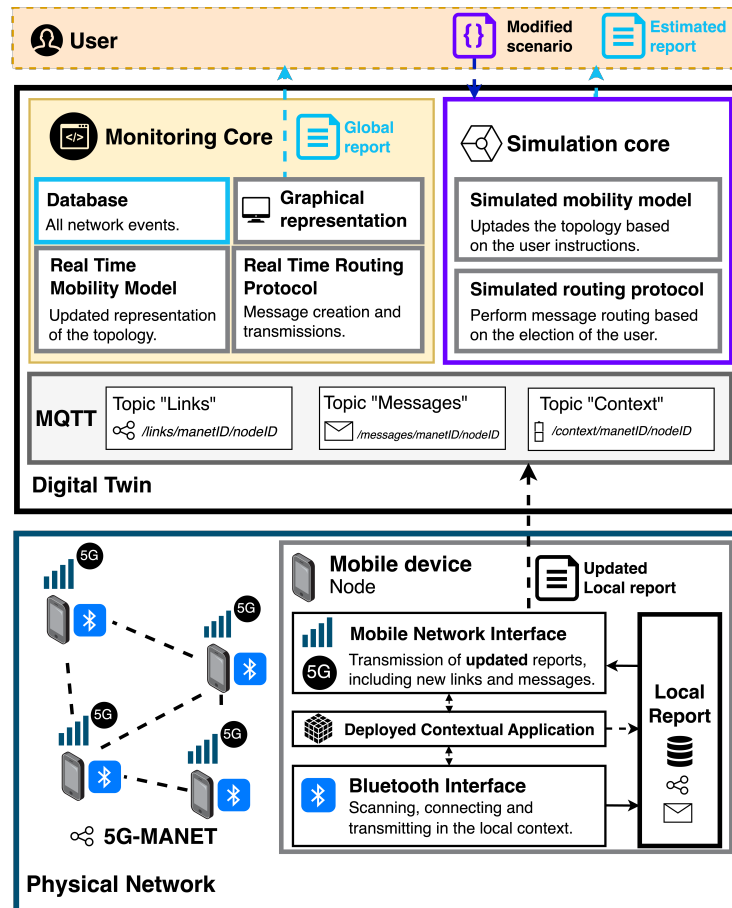 User
{}
Modified
scenario
Estimated
report
</>
Monitoring Core
Global
report
Simulation core
Database
All network events.
Graphical
representation
Real Time
Mobility Model
Updated representation
of the topology.
Real Time Routing
Protocol
Message creation and
transmissions.
Simulated mobility model
Uptades the topology based
on the user instructions.
Simulated routing protocol
Perform message routing based
on the election of the user.
MQTT
Topic "Links"
/links/manetID/nodeID
Topic "Messages"
/messages/manetID/nodeID
Topic "Context"
/context/manetID/nodeID
Digital Twin
5G
5G
5G
5G
5G-MANET
Physical Network
Mobile device
Node
Updated
Local report
Mobile Network Interface
5G
Transmission of updated reports,
including new links and messages.
Deployed Contextual Application
Bluetooth Interface
Scanning, connecting and
transmitting in the local context.
Local
Report